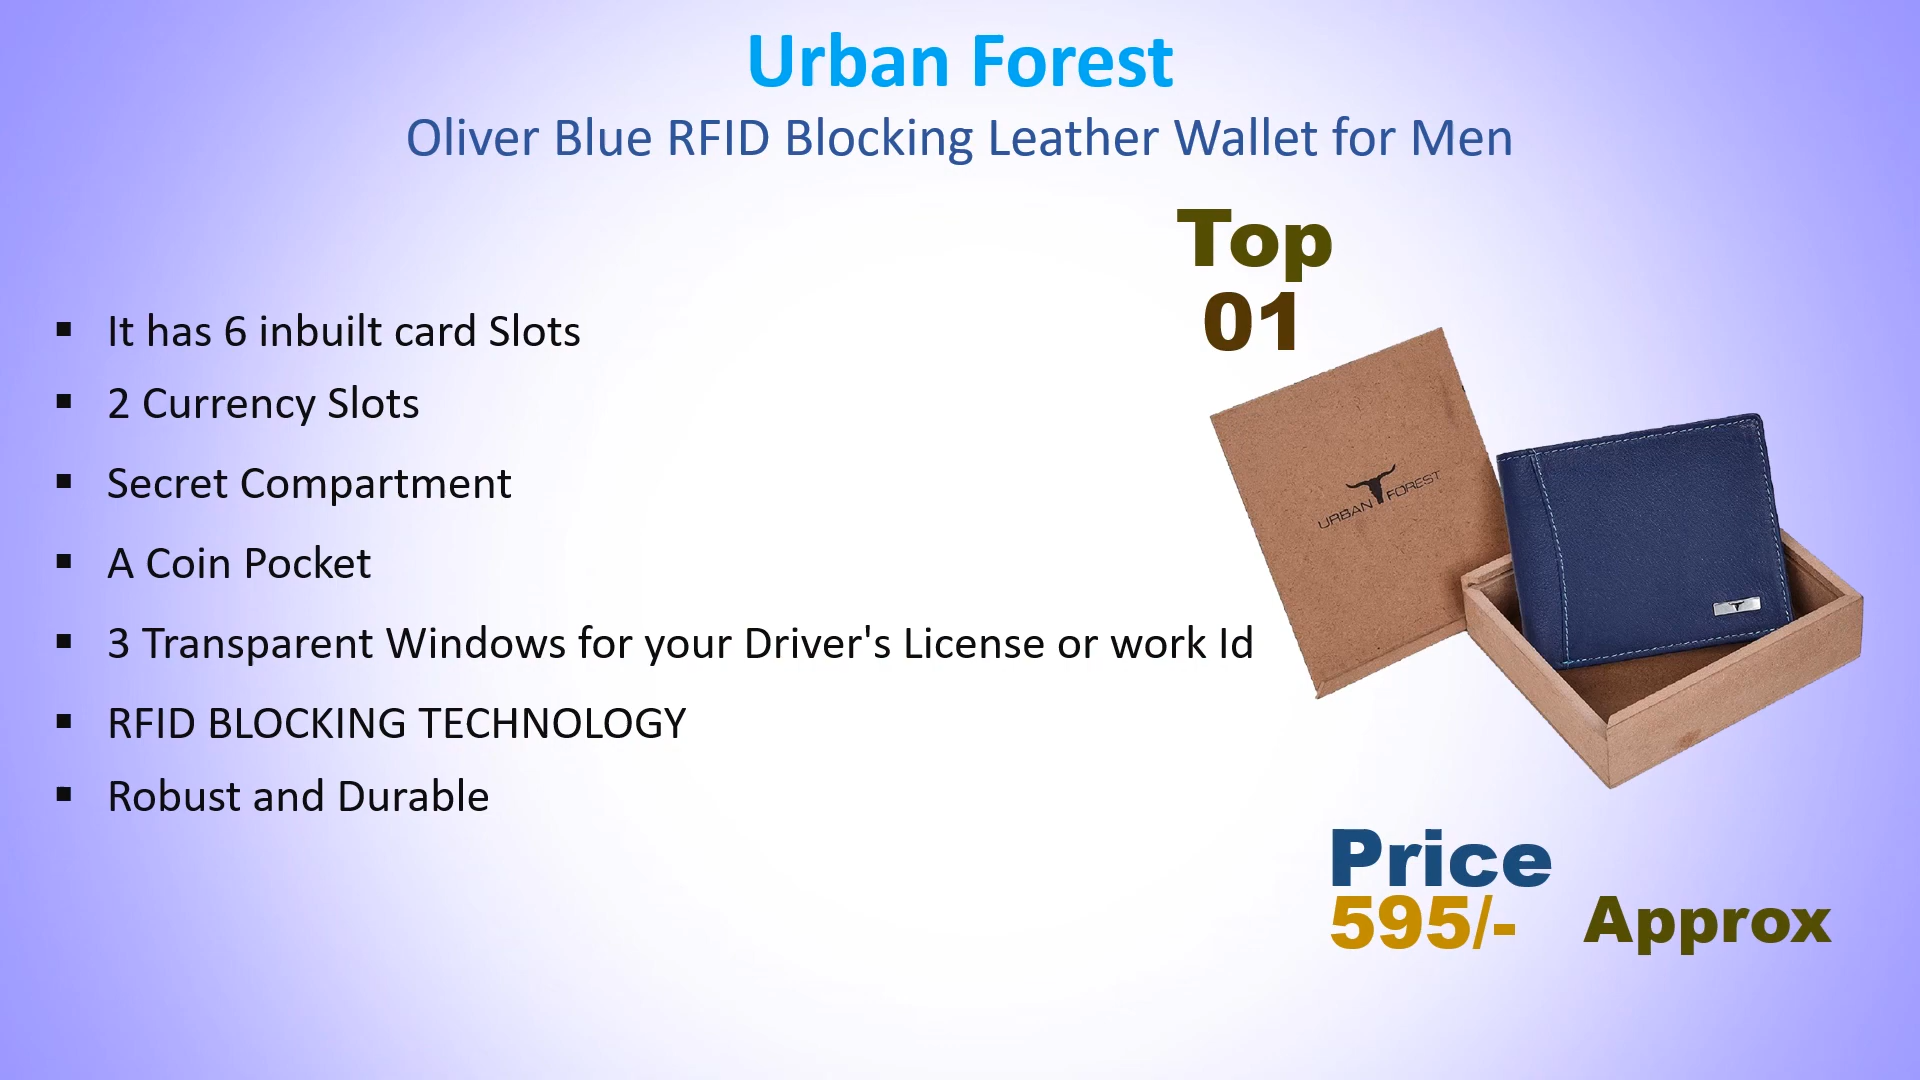 Urban Forest
Oliver Blue RFID Blocking Leather Wallet for Men
Top
01
▪ It has 6 inbuilt card Slots
▪ 2 Currency Slots
▪ Secret Compartment
▪ A Coin Pocket
▪ 3 Transparent Windows for your Driver's License or work Id
▪ RFID BLOCKING TECHNOLOGY
▪ Robust and Durable
URBAN FOREST
Price
595/- Approx